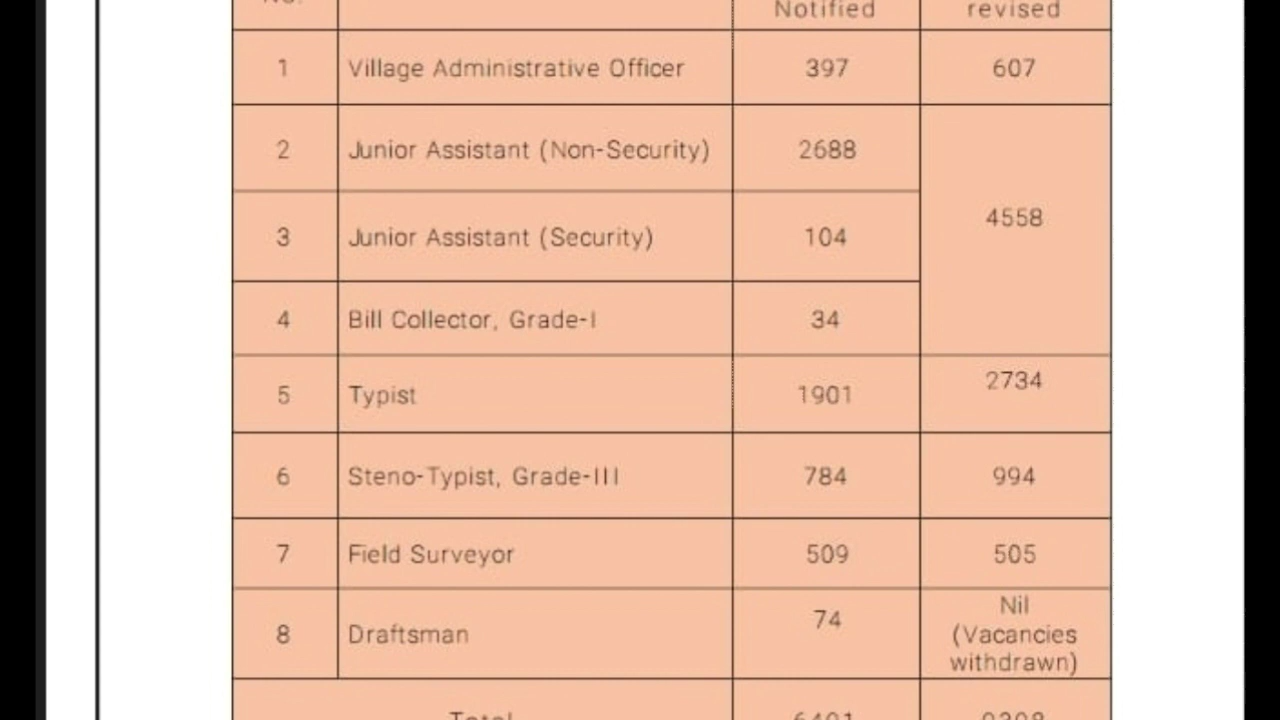 Notified revised
1 Village Administrative Officer 397 607
2 Junior Assistant (Non-Security) 2688
3 Junior Assistant (Security) 104
4558
4 Bill Collector, Grade-I 34
5 Typist 1901 2734
6 Steno-Typist, Grade-III 784 994
7 Field Surveyor 509 505
8 Draftsman 74 Nil
(Vacancies
withdrawn)
Total